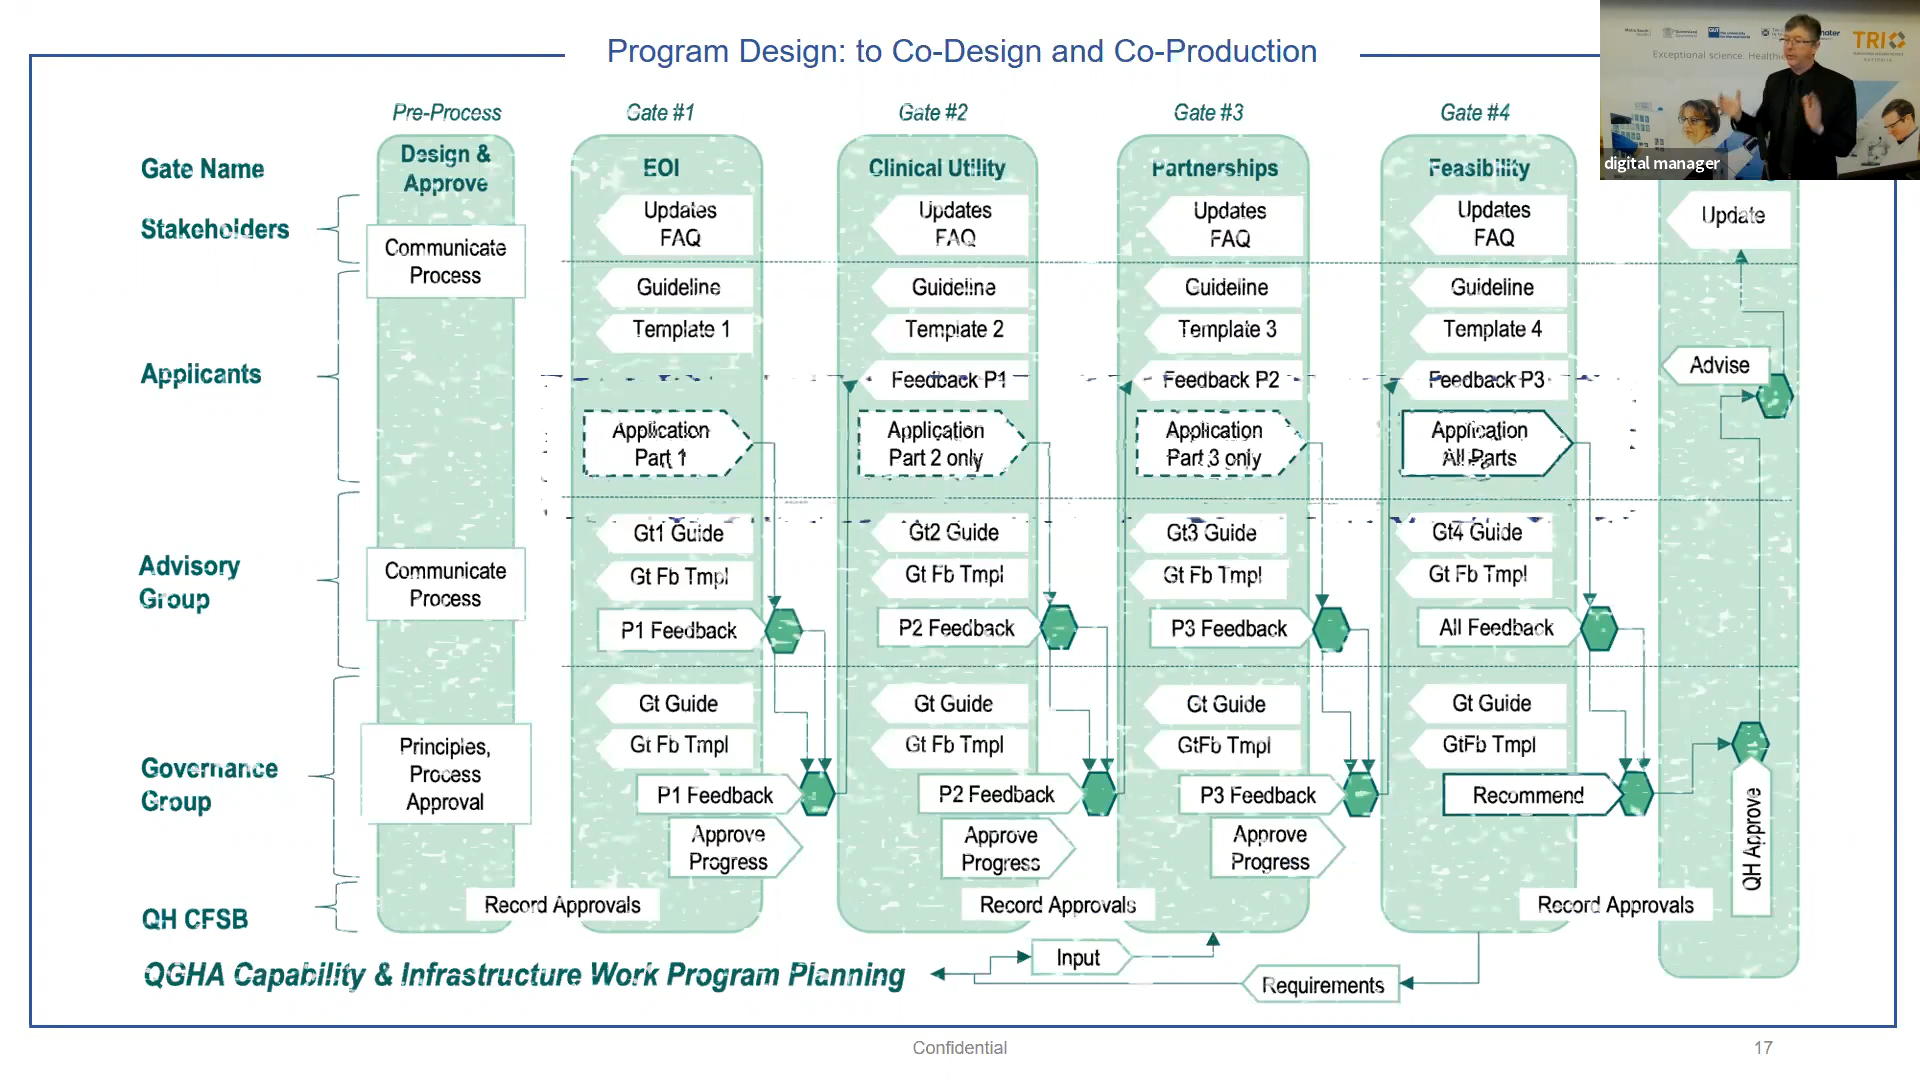 Program Design: to Co-Design and Co-Production
TRI
AUSTRALIA
Exceptional science. Healthie
digital manager
Pre-Process
Gate #1
Gate #2
Gate #3
Gate #4
Gate Name
Design &
Approve
EOI
Clinical Utility
Partnerships
Feasibility
Stakeholders
Communicate
Process
Updates
FAQ
Updates
FAQ
Updates
FAQ
Updates
FAQ
Update
Applicants
Guideline
Guideline
Guideline
Guideline
Template 1
Template 2
Template 3
Template 4
Feedback P1
Feedback P2
Feedback P3
Advise
Application
Part 1
Application
Part 2 only
Application
Part 3 only
Application
All Parts
Advisory
Group
Communicate
Process
Gt1 Guide
Gt2 Guide
Gt3 Guide
Gt4 Guide
Gt Fb Tmpl
Gt Fb Tmpl
Gt Fb Tmpl
Gt Fb Tmpl
P1 Feedback
P2 Feedback
P3 Feedback
All Feedback
Governance
Group
Principles,
Process
Approval
Gt Guide
Gt Guide
Gt Guide
Gt Guide
Gt Fb Tmpl
Gt Fb Tmpl
GtFb Tmpl
GtFb Tmpl
P1 Feedback
P2 Feedback
P3 Feedback
Recommend
Approve
Progress
Approve
Progress
Approve
Progress
QH Approve
QH CFSB
Record Approvals
Record Approvals
Record Approvals
QGHA Capability & Infrastructure Work Program Planning
Input
Requirements
Confidential
17